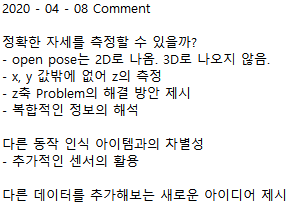 2020 - 04 - 08 Comment
정확한 자세를 측정할 수 있을까?
- open pose는 2D로 나옴. 3D로 나오지 않음.
- x, y 값밖에 없어 z의 측정
- z축 Problem의 해결 방안 제시
- 복합적인 정보의 해석
다른 동작 인식 아이템과의 차별성
- 추가적인 센서의 활용
다른 데이터를 추가해보는 새로운 아이디어 제시